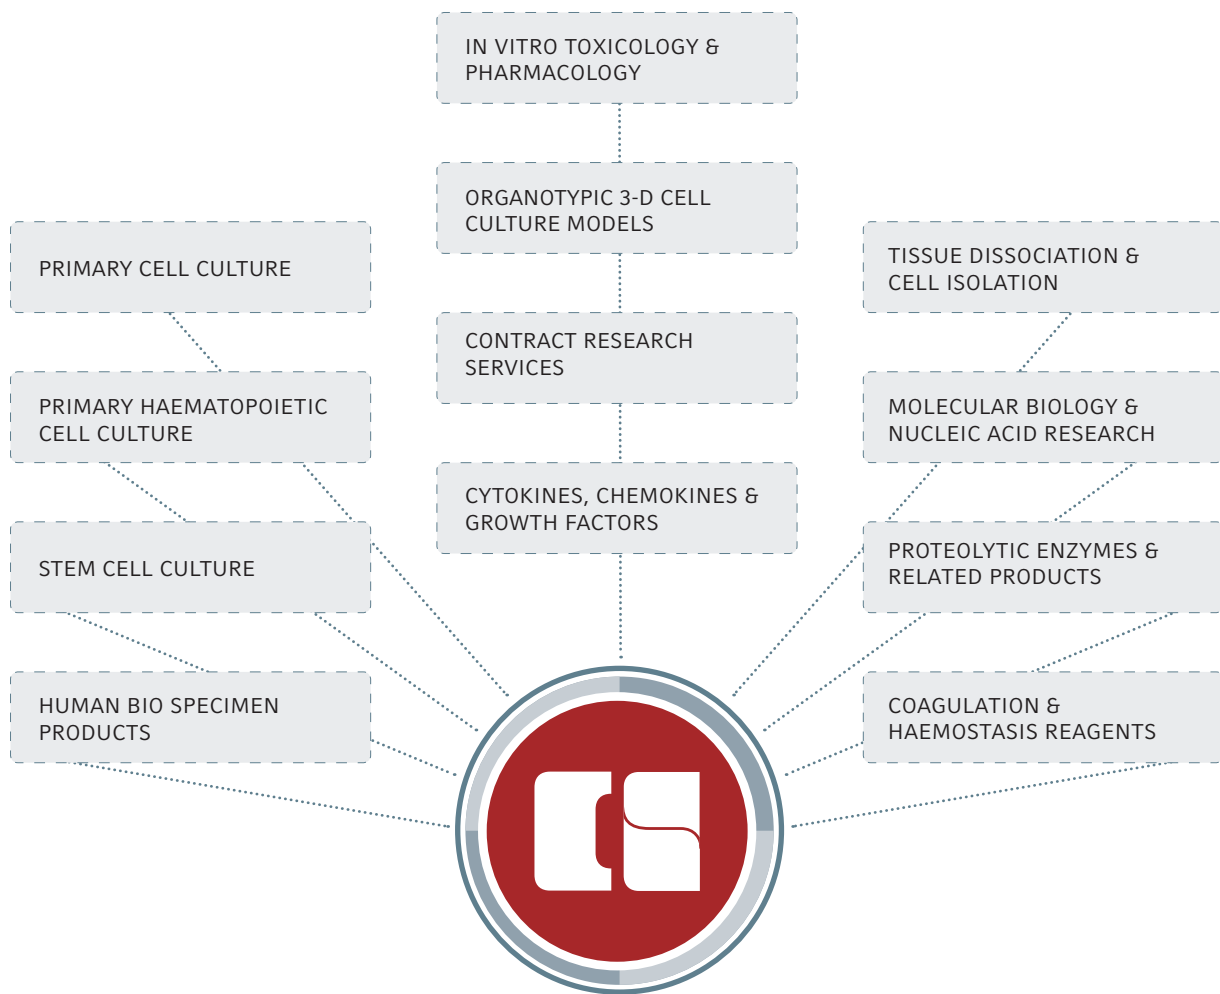 IN VITRO TOXICOLOGY &
PHARMACOLOGY
ORGANOTYPIC 3-D CELL
CULTURE MODELS
CONTRACT RESEARCH
SERVICES
CYTOKINES, CHEMOKINES &
GROWTH FACTORS
PRIMARY CELL CULTURE
PRIMARY HAEMATOPOIETIC
CELL CULTURE
STEM CELL CULTURE
HUMAN BIO SPECIMEN
PRODUCTS
TISSUE DISSOCIATION &
CELL ISOLATION
MOLECULAR BIOLOGY &
NUCLEIC ACID RESEARCH
PROTEOLYTIC ENZYMES &
RELATED PRODUCTS
COAGULATION &
HAEMOSTASIS REAGENTS
CS